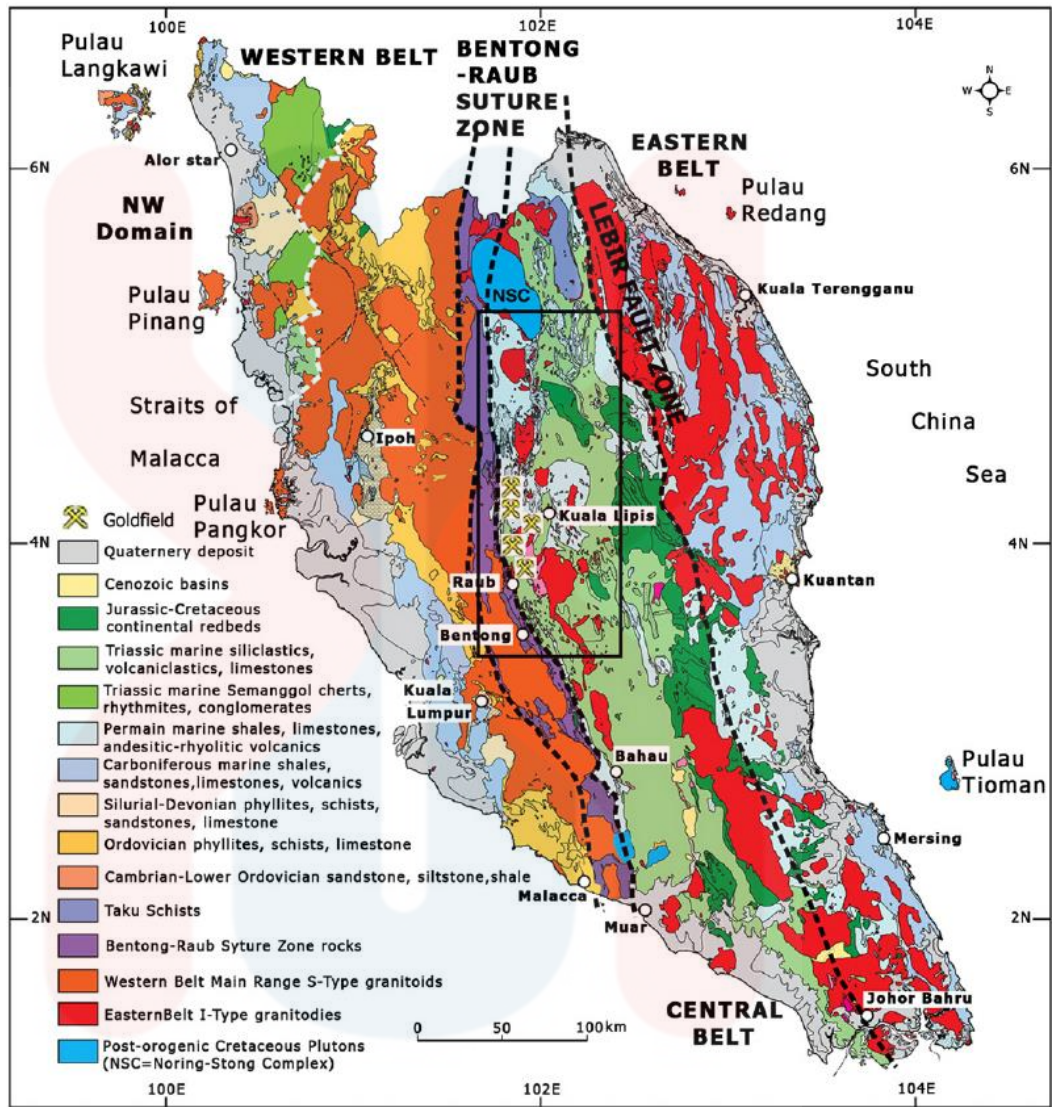 100E
102E
104E
Pulau
Langkawi
WESTERN BELT
BENTONG
-RAUB
SUTURE
ZONE
N
W
E
S
EASTERN
BELT
6N
6N
Alor star
Pulau
Redang
NW
Domain
LEBIR FAULT ZONE
NSC
Kuala Terengganu
Pulau
Pinang
South
China
Sea
Straits of
Malacca
Ipoh
Pulau
Pangkor
Kuala Lipis
4N
4N
Kuantan
Raub
Bentong
Kuala
Lumpur
Bahau
Pulau
Tioman
Mersing
Malacca
Muar
2N
2N
Johor Bahru
CENTRAL
BELT
Goldfield
Quaternery deposit
Cenozoic basins
Jurassic-Cretaceous
continental redbeds
Triassic marine siliclastics,
volcaniclastics, limestones
Triassic marine Semanggol cherts,
rhythmites, conglomerates
Permain marine shales, limestones,
andesitic-rhyolitic volcanics
Carboniferous marine shales,
sandstones,limestones, volcanics
Silurial-Devonian phyllites, schists,
sandstones, limestone
Ordovician phyllites, schists, limestone
Cambrian-Lower Ordovician sandstone, siltstone,shale
Taku Schists
Bentong-Raub Syture Zone rocks
Western Belt Main Range S-Type granitoids
EasternBelt I-Type granitodies
Post-orogenic Cretaceous Plutons
(NSC=Noring-Stong Complex)
0 50 100km
100E
102E
104E